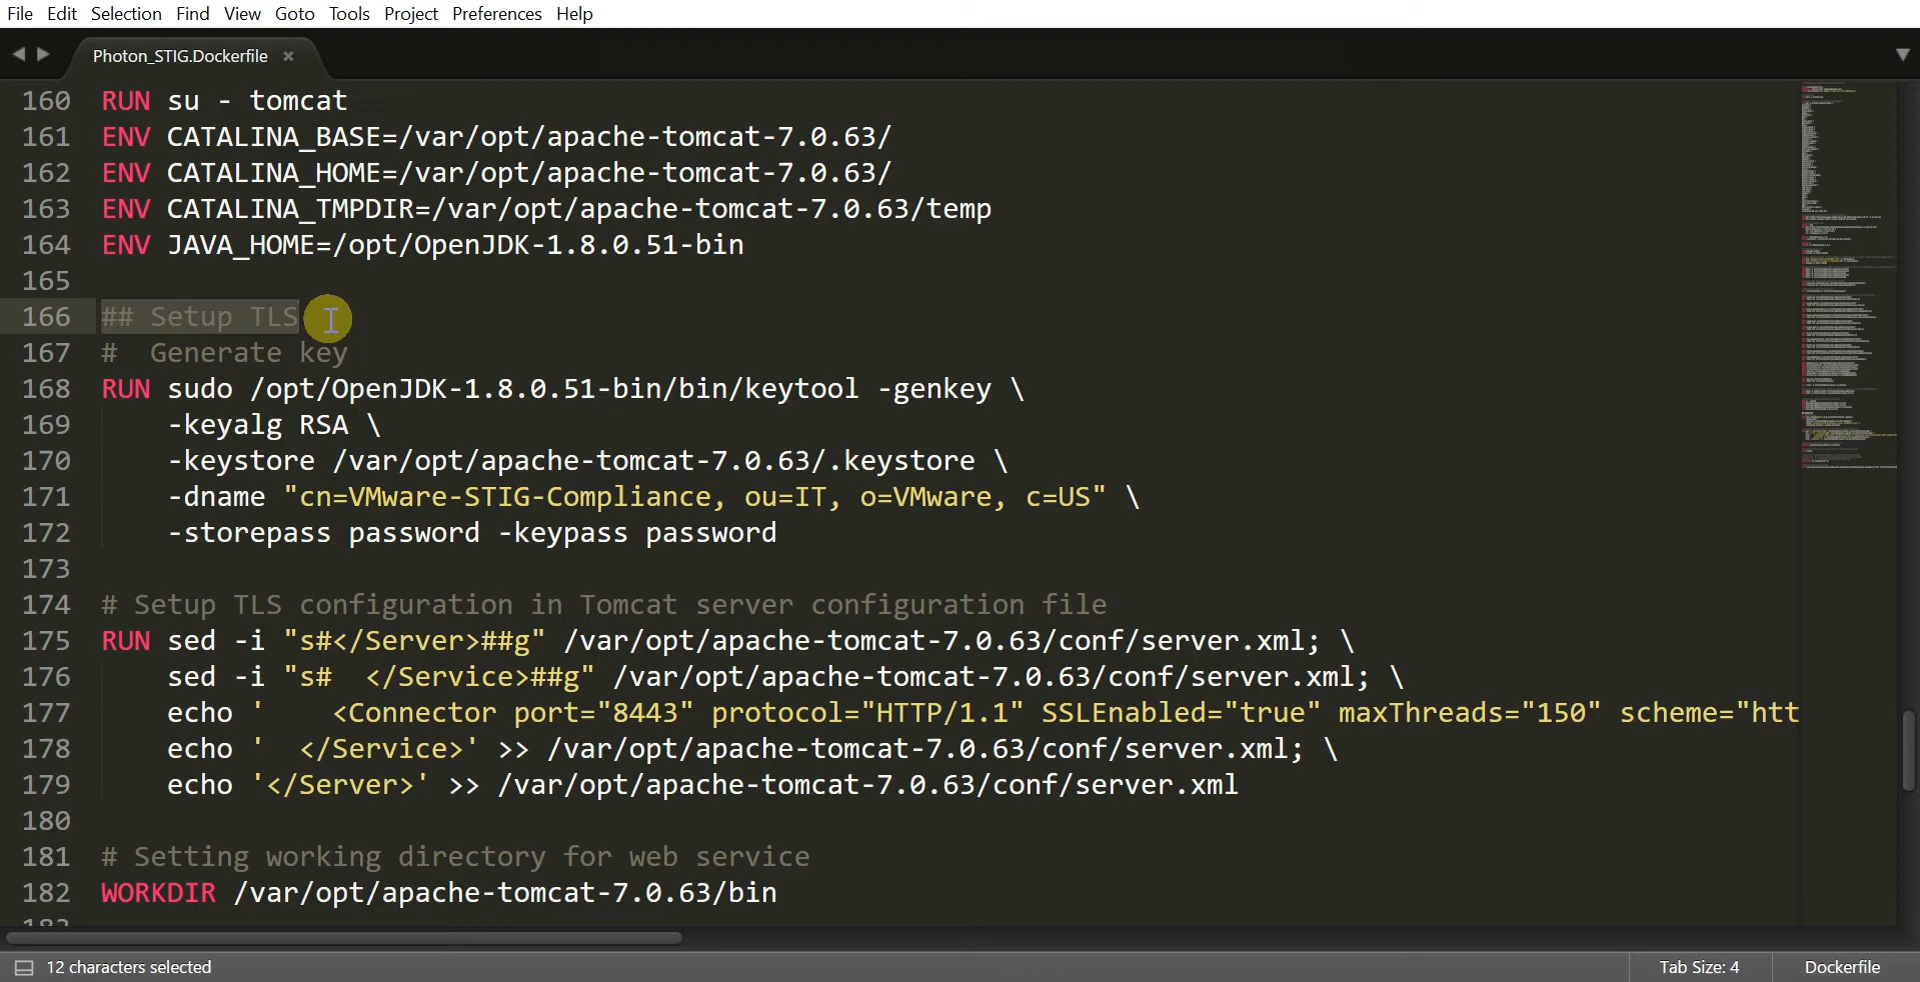 File Edit Selection Find View Goto Tools Project Preferences Help
Photon_STIG.Dockerfile ×
160 RUN su - tomcat
161 ENV CATALINA_BASE=/var/opt/apache-tomcat-7.0.63/
162 ENV CATALINA_HOME=/var/opt/apache-tomcat-7.0.63/
163 ENV CATALINA_TMPDIR=/var/opt/apache-tomcat-7.0.63/temp
164 ENV JAVA_HOME=/opt/OpenJDK-1.8.0.51-bin
165
166 ## Setup TLS
167 #  Generate key
168 RUN sudo /opt/OpenJDK-1.8.0.51-bin/bin/keytool -genkey \
169     -keyalg RSA \
170     -keystore /var/opt/apache-tomcat-7.0.63/.keystore \
171     -dname "cn=VMware-STIG-Compliance, ou=IT, o=VMware, c=US" \
172     -storepass password -keypass password
173
174 # Setup TLS configuration in Tomcat server configuration file
175 RUN sed -i "s#</Server>##g" /var/opt/apache-tomcat-7.0.63/conf/server.xml; \
176     sed -i "s#  </Service>##g" /var/opt/apache-tomcat-7.0.63/conf/server.xml; \
177     echo '    <Connector port="8443" protocol="HTTP/1.1" SSLEnabled="true" maxThreads="150" scheme="htt
178     echo '  </Service>' >> /var/opt/apache-tomcat-7.0.63/conf/server.xml; \
179     echo '</Server>' >> /var/opt/apache-tomcat-7.0.63/conf/server.xml
180
181 # Setting working directory for web service
182 WORKDIR /var/opt/apache-tomcat-7.0.63/bin
183
12 characters selected Tab Size: 4 Dockerfile